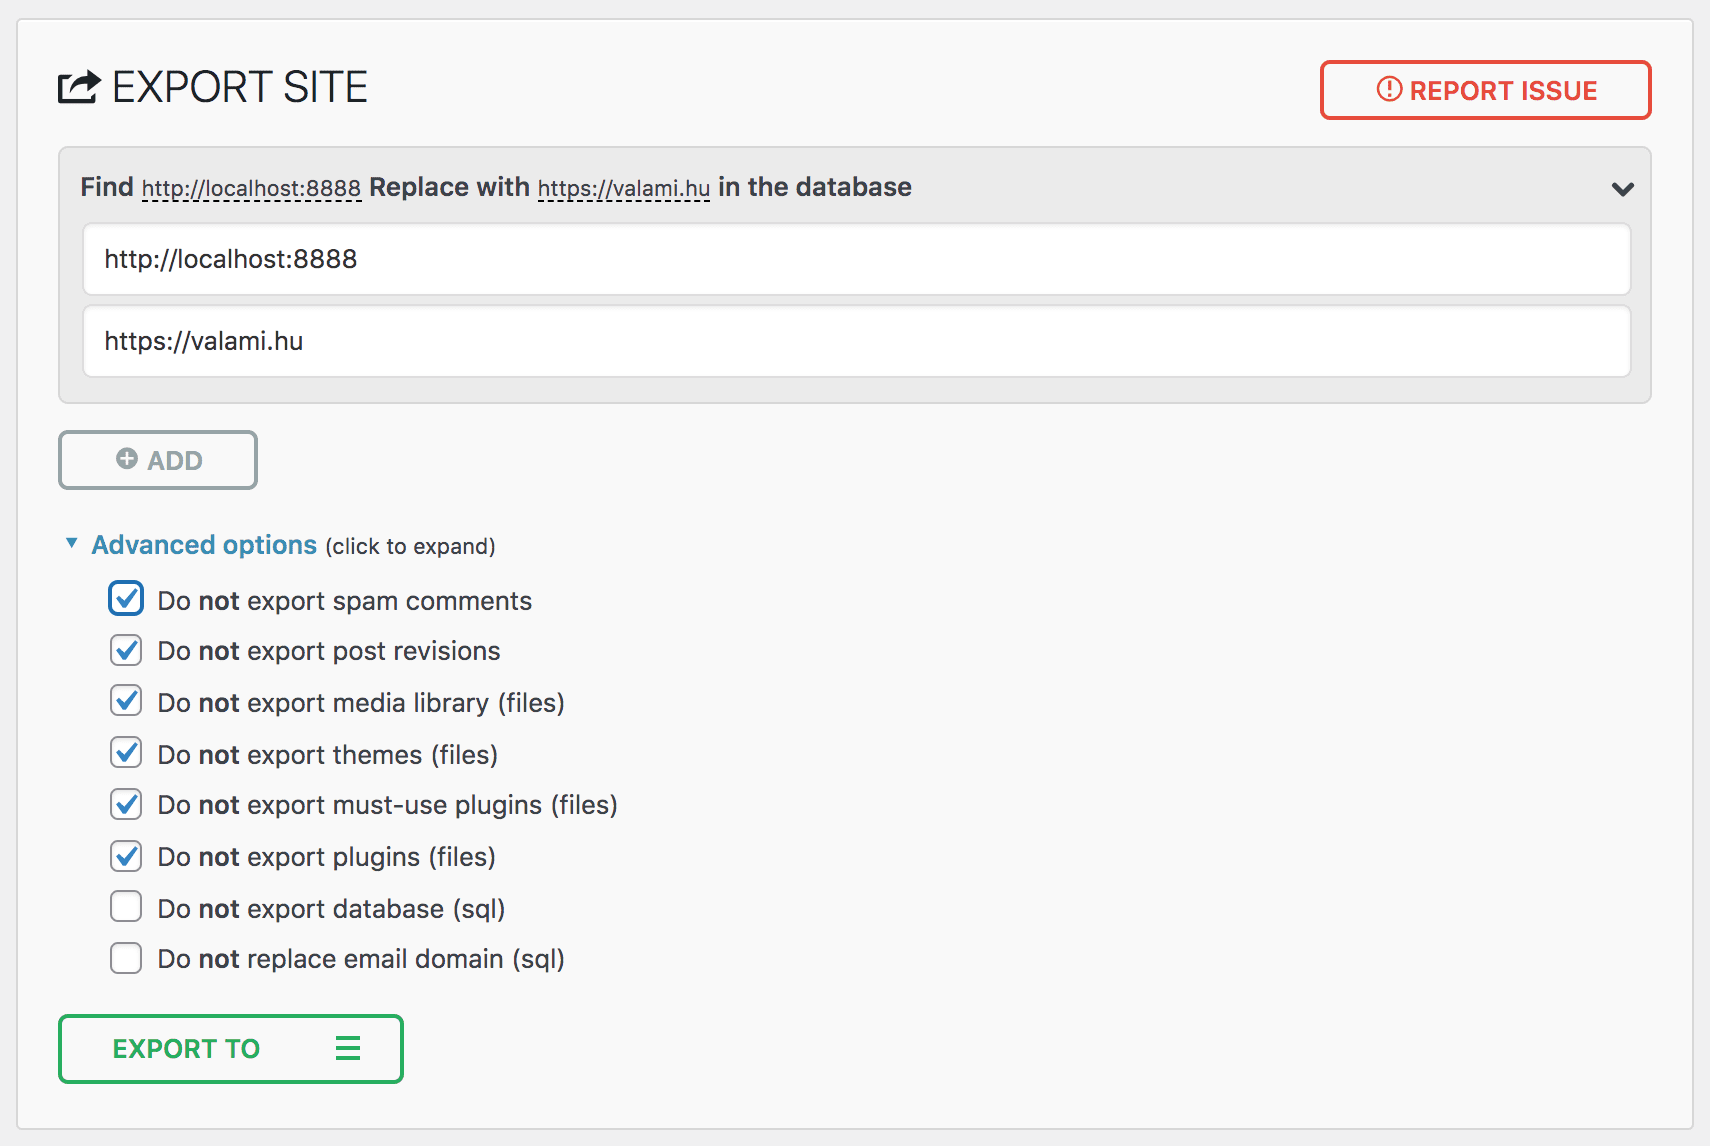 EXPORT SITE
REPORT ISSUE
Find http://localhost:8888 Replace with https://valami.hu in the database
http://localhost:8888
https://valami.hu
ADD
Advanced options (click to expand)
Do not export spam comments
Do not export post revisions
Do not export media library (files)
Do not export themes (files)
Do not export must-use plugins (files)
Do not export plugins (files)
Do not export database (sql)
Do not replace email domain (sql)
EXPORT TO